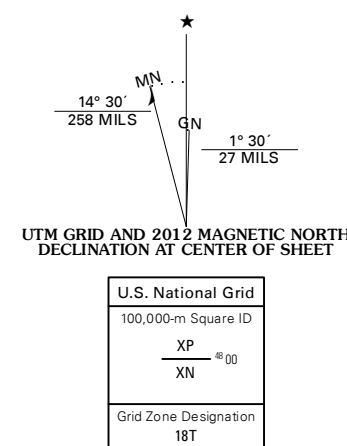 ★
MN
14° 30´
258 MILS
GN
1° 30´
27 MILS
UTM GRID AND 2012 MAGNETIC NORTH
DECLINATION AT CENTER OF SHEET
U.S. National Grid
100,000-m Square ID
XP
48 00
XN
Grid Zone Designation
18T